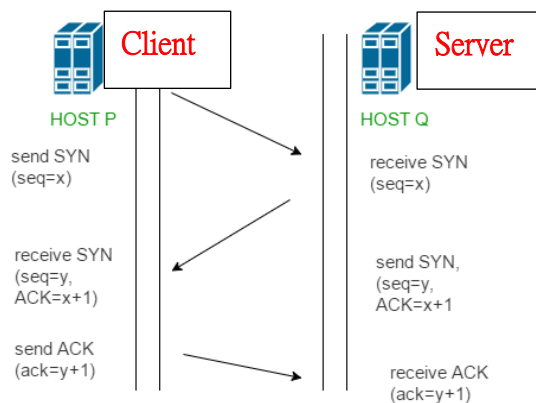 Client
Server
HOST P
HOST Q
send SYN
(seq=x)
receive SYN
(seq=x)
receive SYN
(seq=y,
ACK=x+1)
send SYN,
(seq=y,
ACK=x+1
send ACK
(ack=y+1)
receive ACK
(ack=y+1)